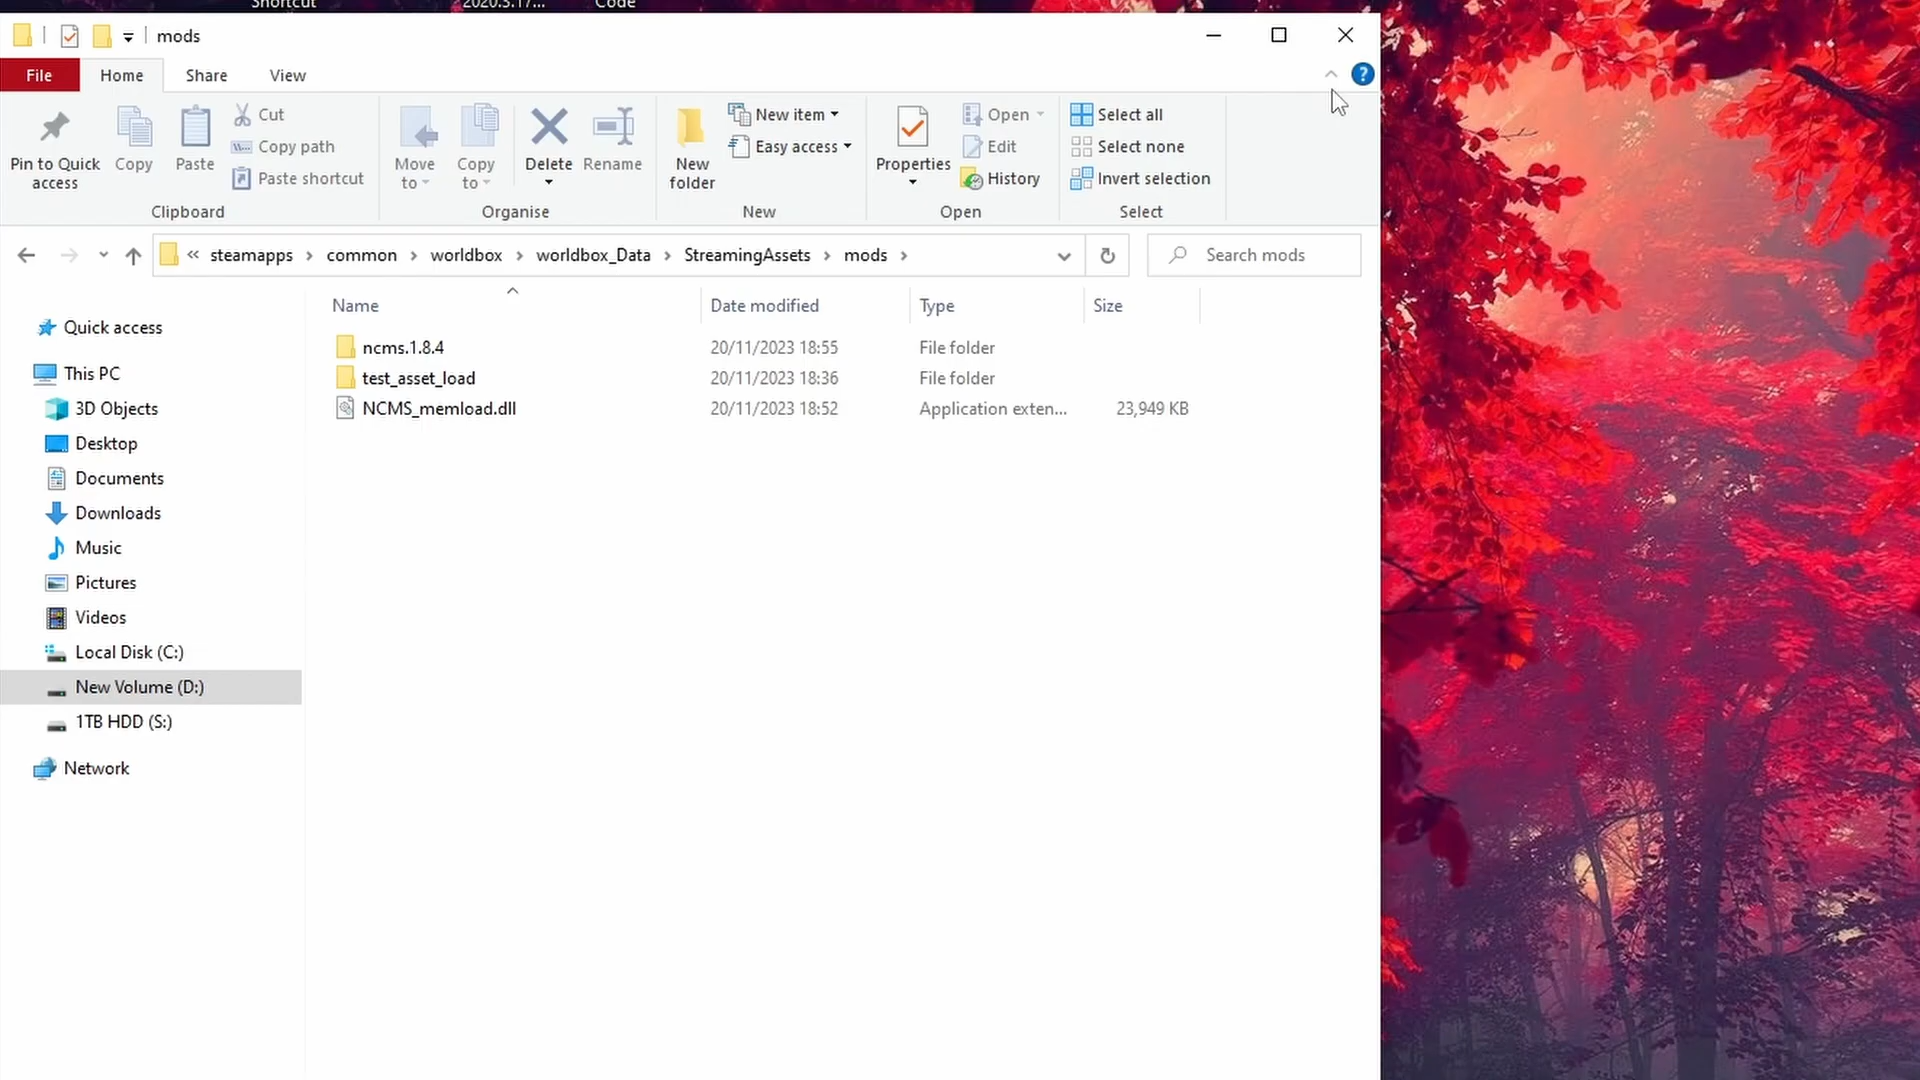 Shortcut
2020.3.17...
Code
mods
File
Home
Share
View
Pin to Quick
access
Copy
Paste
Cut
Copy path
Paste shortcut
Clipboard
Move
to
Copy
to
Delete
Rename
Organise
New
folder
New item
Easy access
New
Properties
Open
Edit
History
Open
Select all
Select none
Invert selection
Select
« steamapps › common › worldbox › worldbox_Data › StreamingAssets › mods ›
Search mods
Name
Date modified
Type
Size
ncms.1.8.4
20/11/2023 18:55
File folder
test_asset_load
20/11/2023 18:36
File folder
NCMS_memload.dll
20/11/2023 18:52
Application exten...
23,949 KB
Quick access
This PC
3D Objects
Desktop
Documents
Downloads
Music
Pictures
Videos
Local Disk (C:)
New Volume (D:)
1TB HDD (S:)
Network